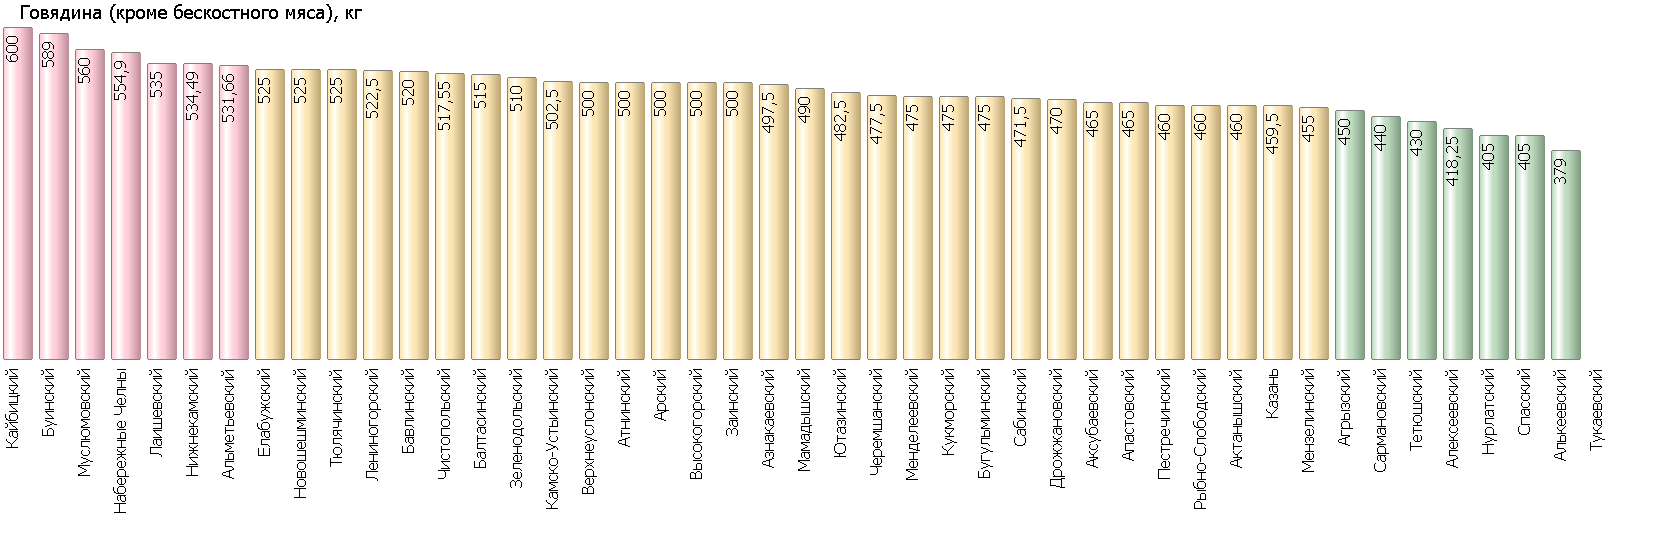 Говядина (кроме бескостного мяса), кг
600
589
560
554,9
535
534,49
531,66
525
525
525
522,5
520
517,55
515
510
502,5
500
500
500
500
500
497,5
490
482,5
477,5
475
475
475
471,5
470
465
465
460
460
460
459,5
455
450
440
430
418,25
405
405
379
Кайбицкий
Буинский
Муслюмовский
Набережные Челны
Лаишевский
Нижнекамский
Альметьевский
Елабужский
Новошешминский
Тюлячинский
Лениногорский
Бавлинский
Чистопольский
Балтасинский
Зеленодольский
Камско-Устьинский
Верхнеуслонский
Атнинский
Арский
Высокогорский
Заинский
Азнакаевский
Мамадышский
Ютазинский
Черемшанский
Менделеевский
Кукморский
Бугульминский
Сабинский
Дрожжановский
Аксубаевский
Апастовский
Пестречинский
Рыбно-Слободский
Актанышский
Казань
Мензелинский
Агрызский
Сармановский
Тетюшский
Алексеевский
Нурлатский
Спасский
Алькеевский
Тукаевский